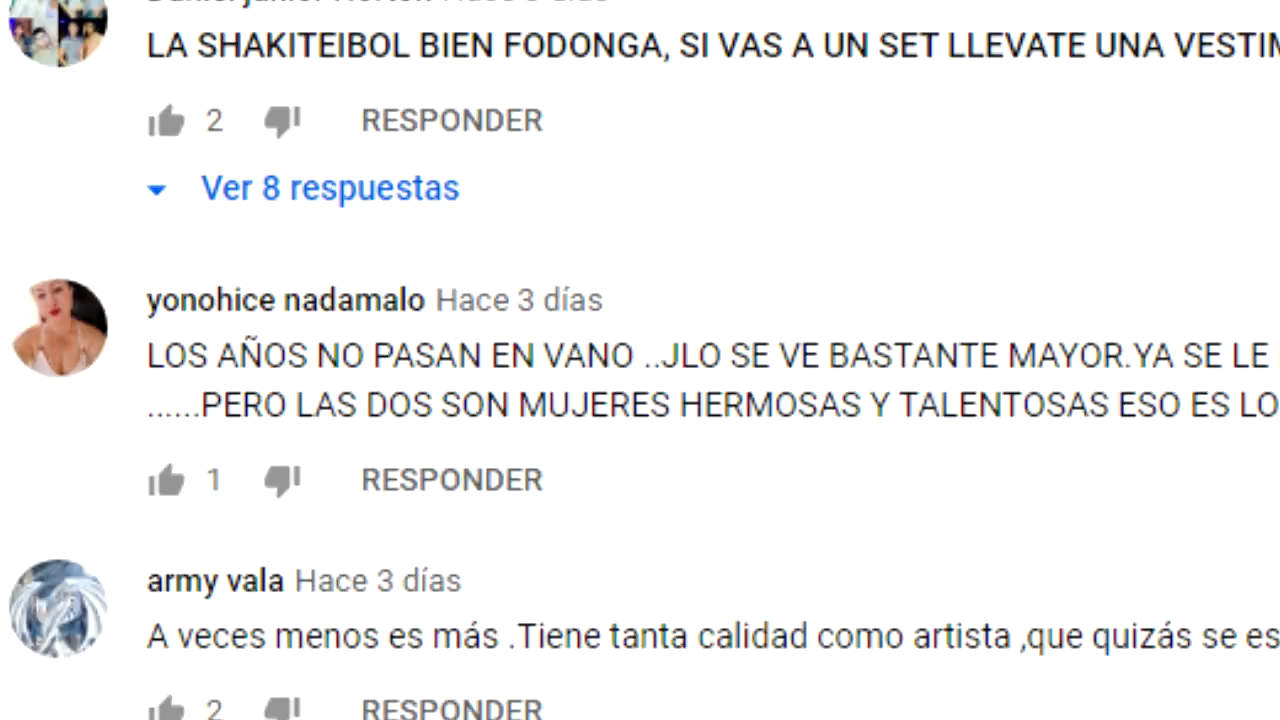 LA SHAKITEIBOL BIEN FODONGA, SI VAS A UN SET LLEVATE UNA
2 RESPONDER
Ver 8 respuestas
yonohice nadamalo Hace 3 días
LOS AÑOS NO PASAN EN VANO ..JLO SE VE BASTANTE MAYOR.YA SE LE
......PERO LAS DOS SON MUJERES HERMOSAS Y TALENTOSAS ESO ES LO
1 RESPONDER
army vala Hace 3 días
A veces menos es más .Tiene tanta calidad como artista ,que quizás se es
2 RESPONDER